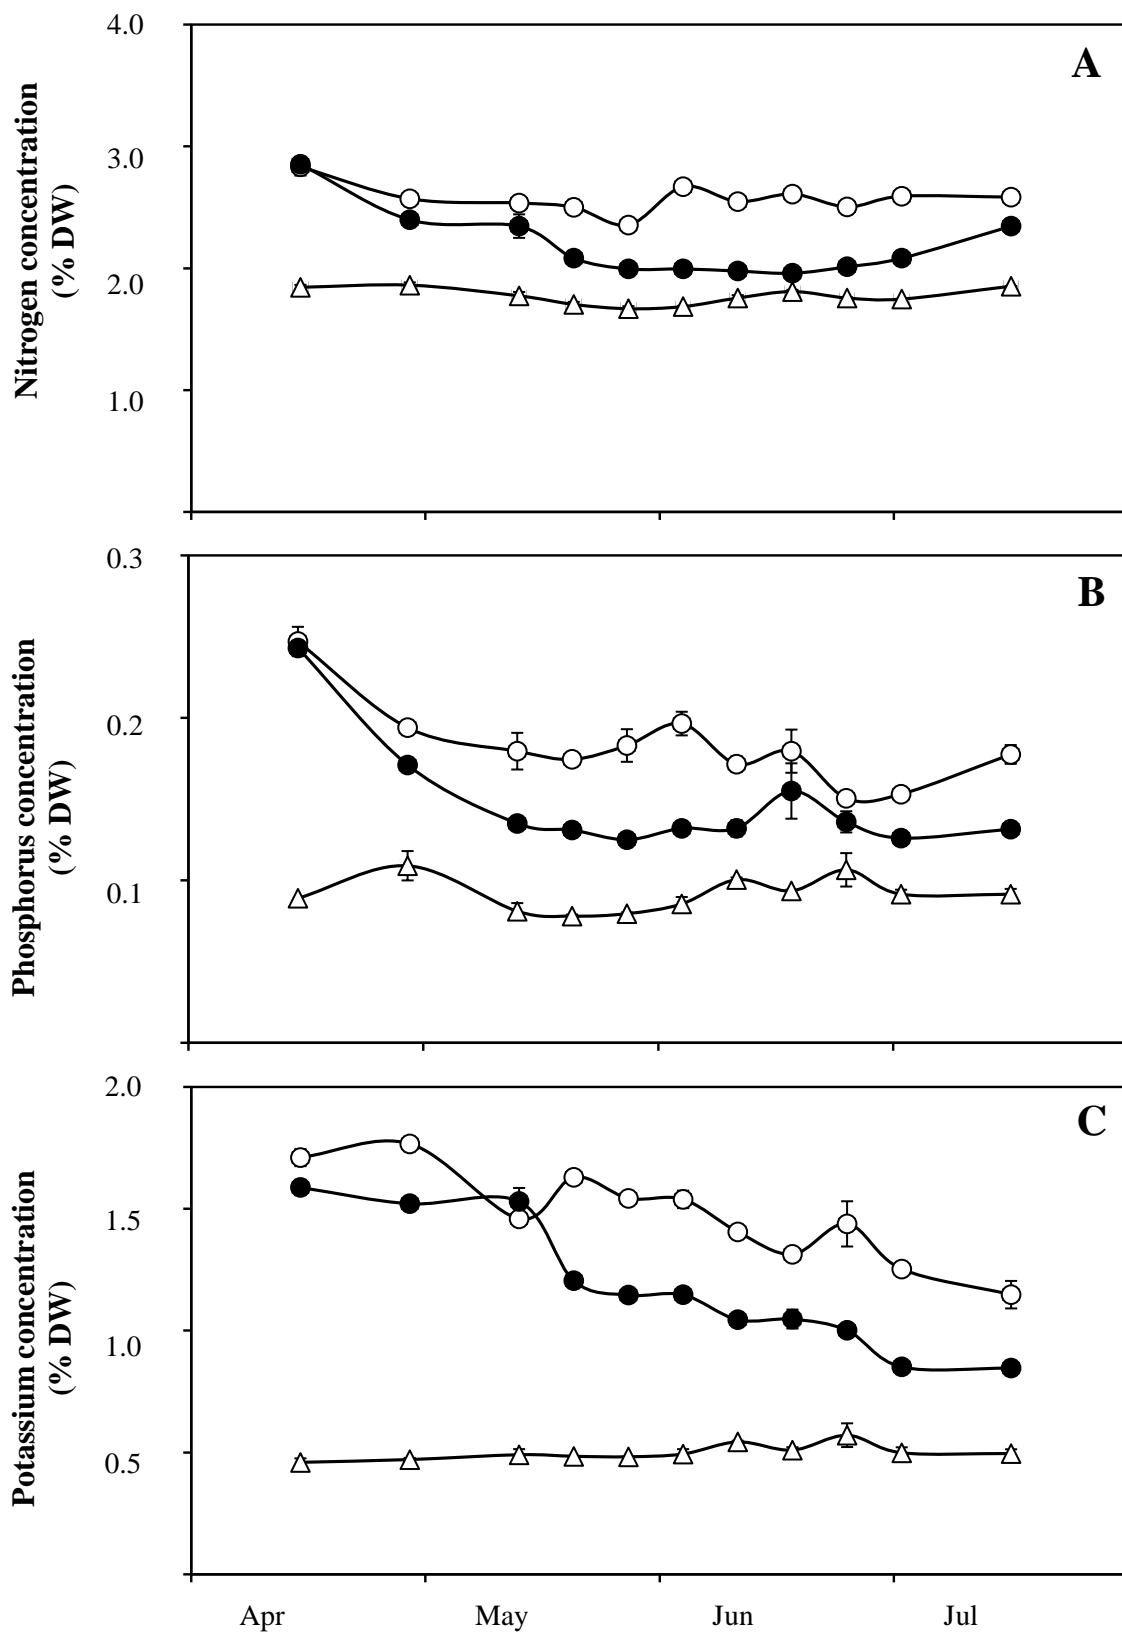 A
Nitrogen concentration
(% DW)
4.0
3.0
2.0
1.0
B
Phosphorus concentration
(% DW)
0.3
0.2
0.1
C
Potassium concentration
(% DW)
2.0
1.5
1.0
0.5
Apr May Jun Jul